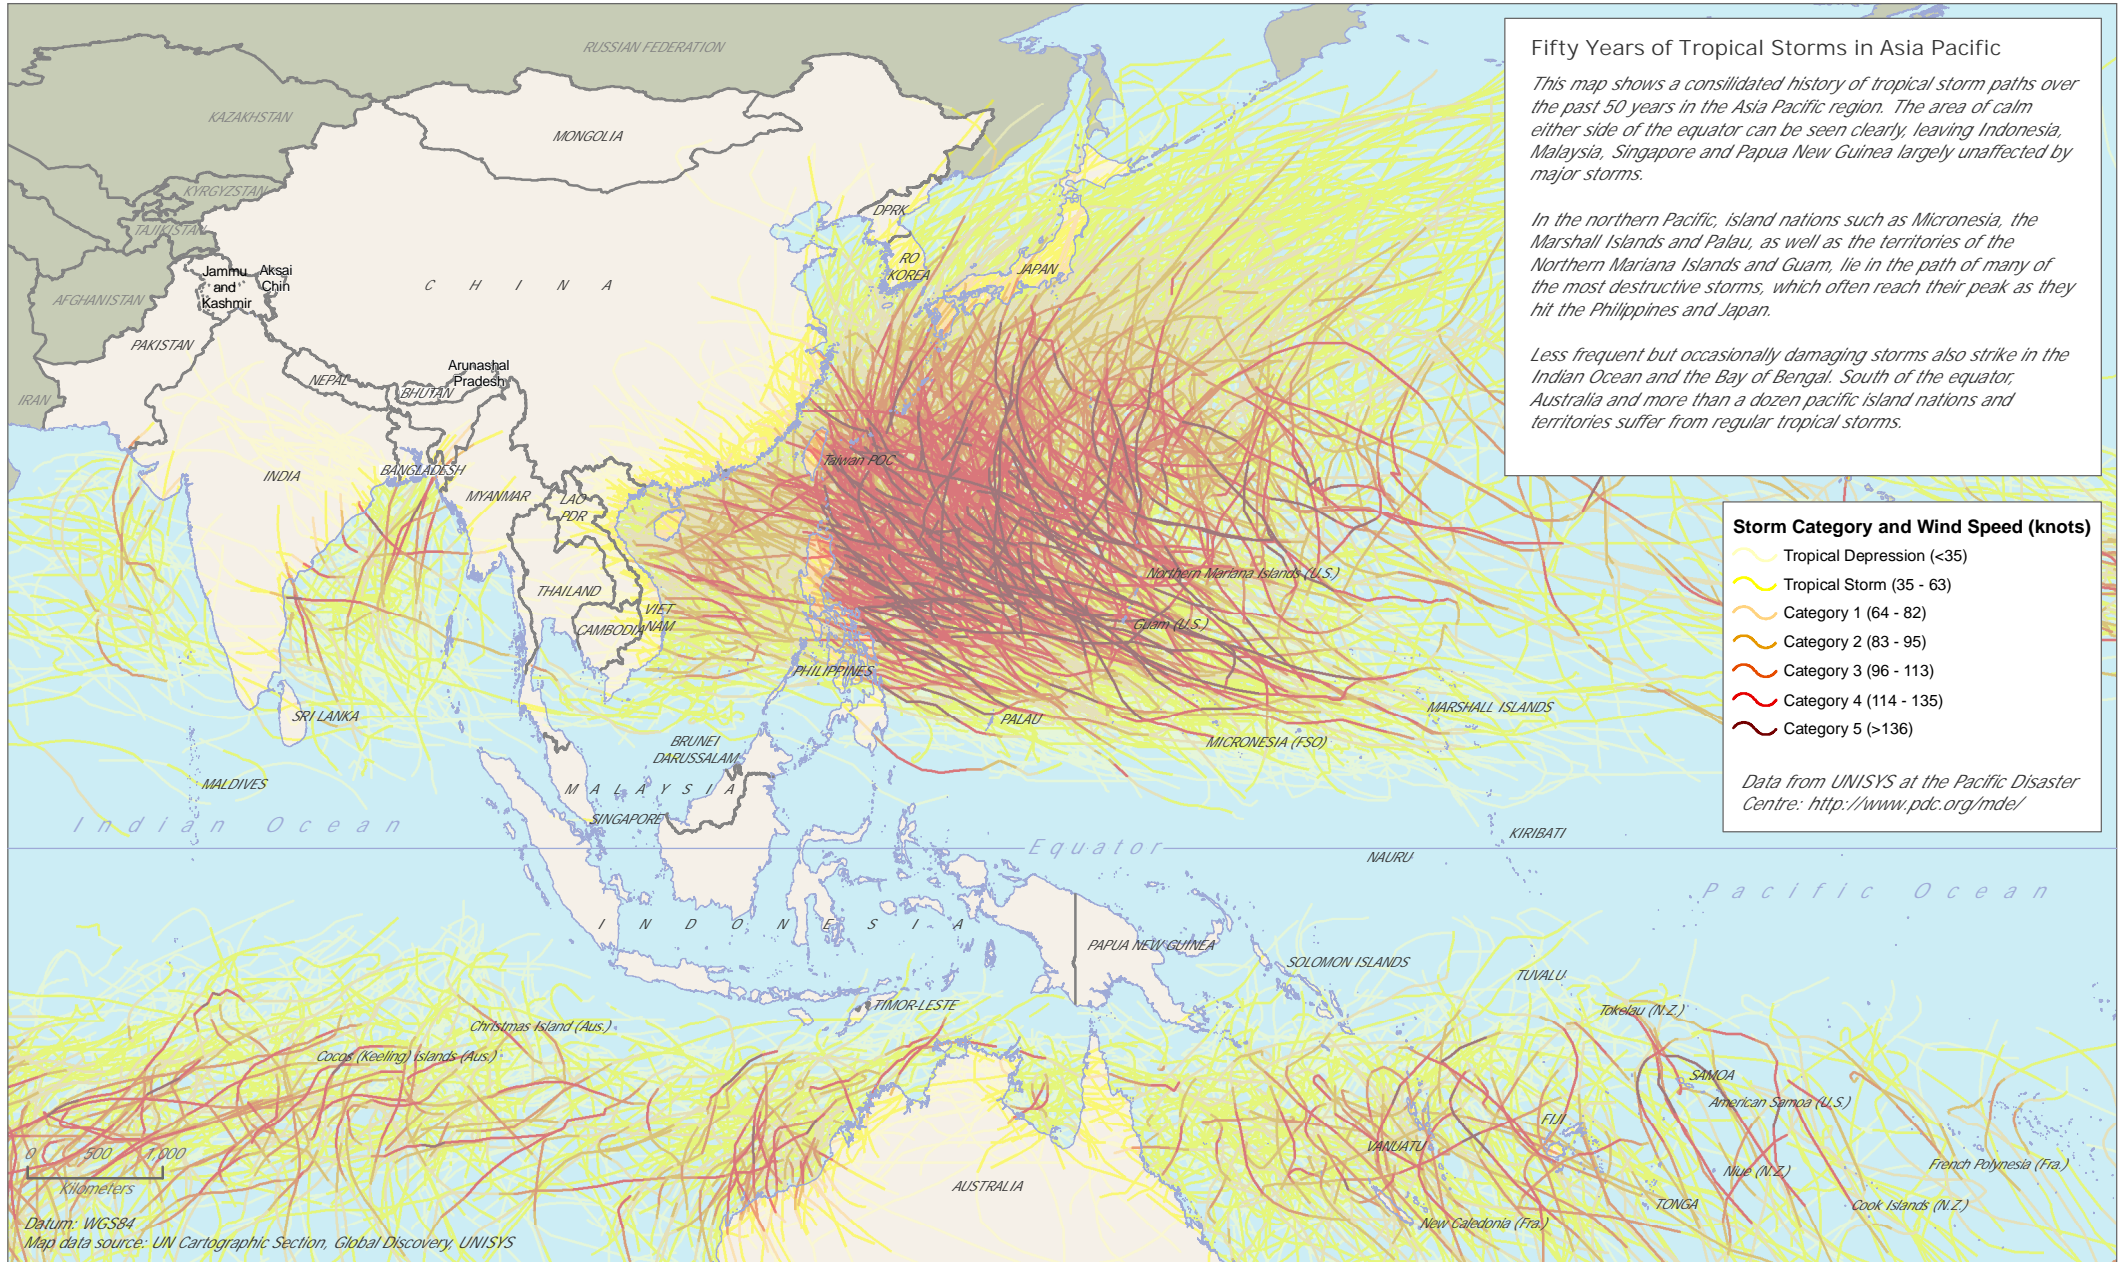 RUSSIAN FEDERATION
Fifty Years of Tropical Storms in Asia Pacific
This map shows a consilidated history of tropical storm paths over
the past 50 years in the Asia Pacific region. The area of calm
either side of the equator can be seen clearly, leaving Indonesia,
Malaysia, Singapore and Papua New Guinea largely unaffected by
major storms.
In the northern Pacific, island nations such as Micronesia, the
Marshall Islands and Palau, as well as the territories of the
Northern Mariana Islands and Guam, lie in the path of many of
the most destructive storms, which often reach their peak as they
hit the Philippines and Japan.
Less frequent but occasionally damaging storms also strike in the
Indian Ocean and the Bay of Bengal. South of the equator,
Australia and more than a dozen pacific island nations and
territories suffer from regular tropical storms.
KAZAKHSTAN
MONGOLIA
KYRGYZSTAN
TAJIKISTAN
DPRK
RO
KOREA
JAPAN
Jammu
and
Kashmir
Aksai
Chin
CHINA
AFGHANISTAN
PAKISTAN
IRAN
NEPAL
BHUTAN
Arunashal
Pradesh
INDIA
BANGLADESH
MYANMAR
LAO
PDR
Taiwan POC
THAILAND
CAMBODIA
VIET
NAM
Northern Mariana Islands (U.S.)
Guam (U.S.)
PHILIPPINES
SRI LANKA
PALAU
MARSHALL ISLANDS
MICRONESIA (FSO)
BRUNEI
DARUSSALAM
MALDIVES
MALAYSIA
SINGAPORE
Storm Category and Wind Speed (knots)
Tropical Depression (<35)
Tropical Storm (35 - 63)
Category 1 (64 - 82)
Category 2 (83 - 95)
Category 3 (96 - 113)
Category 4 (114 - 135)
Category 5 (>136)
Data from UNISYS at the Pacific Disaster
Centre: http://www.pdc.org/mde/
Indian Ocean
KIRIBATI
Equator
NAURU
Pacific Ocean
INDONESIA
PAPUA NEW GUINEA
SOLOMON ISLANDS
TUVALU
TIMOR-LESTE
Tokelau (N.Z.)
Christmas Island (Aus.)
Cocos (Keeling) Islands (Aus.)
SAMOA
American Samoa (U.S.)
FIJI
VANUATU
Niue (N.Z.)
French Polynesia (Fra.)
AUSTRALIA
TONGA
Cook Islands (N.Z.)
New Caledonia (Fra.)
0 500 1,000
Kilometers
Datum: WGS84
Map data source: UN Cartographic Section, Global Discovery, UNISYS